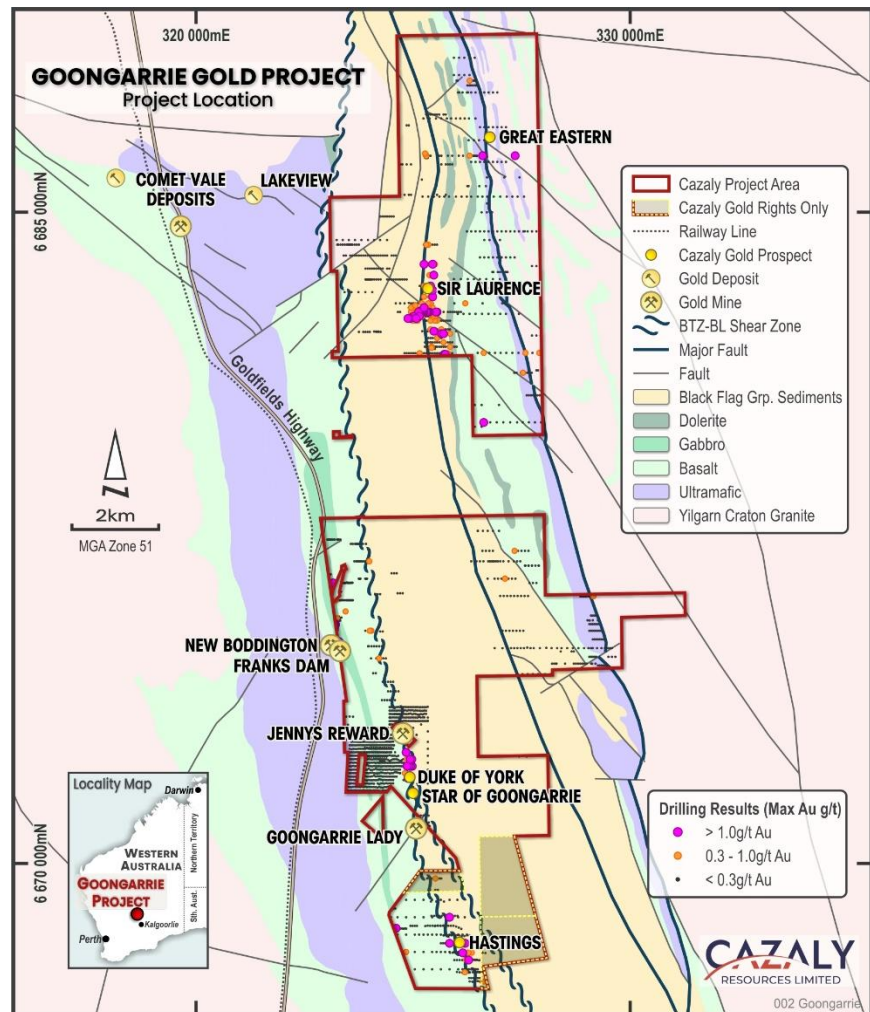 320 000mE
330 000mE
GOONGARRIE GOLD PROJECT
Project Location
GREAT EASTERN
COMET VALE
DEPOSITS
LAKEVIEW
6 685 000mN
SIR LAURENCE
Cazaly Project Area
Cazaly Gold Rights Only
Railway Line
Cazaly Gold Prospect
Gold Deposit
Gold Mine
BTZ-BL Shear Zone
Major Fault
Fault
Black Flag Grp. Sediments
Dolerite
Gabbro
Basalt
Ultramafic
Yilgarn Craton Granite
Goldfields Highway
N
2km
MGA Zone 51
NEW BODDINGTON
FRANKS DAM
JENNYS REWARD
DUKE OF YORK
STAR OF GOONGARRIE
GOONGARRIE LADY
6 670 000mN
HASTINGS
Locality Map
Darwin
WESTERN
AUSTRALIA
Northern Territory
Sth. Aust.
GOONGARRIE
PROJECT
Kalgoorlie
Perth
Drilling Results (Max Au g/t)
> 1.0g/t Au
0.3 - 1.0g/t Au
< 0.3g/t Au
CAZALY
RESOURCES LIMITED
002 Goongarrie